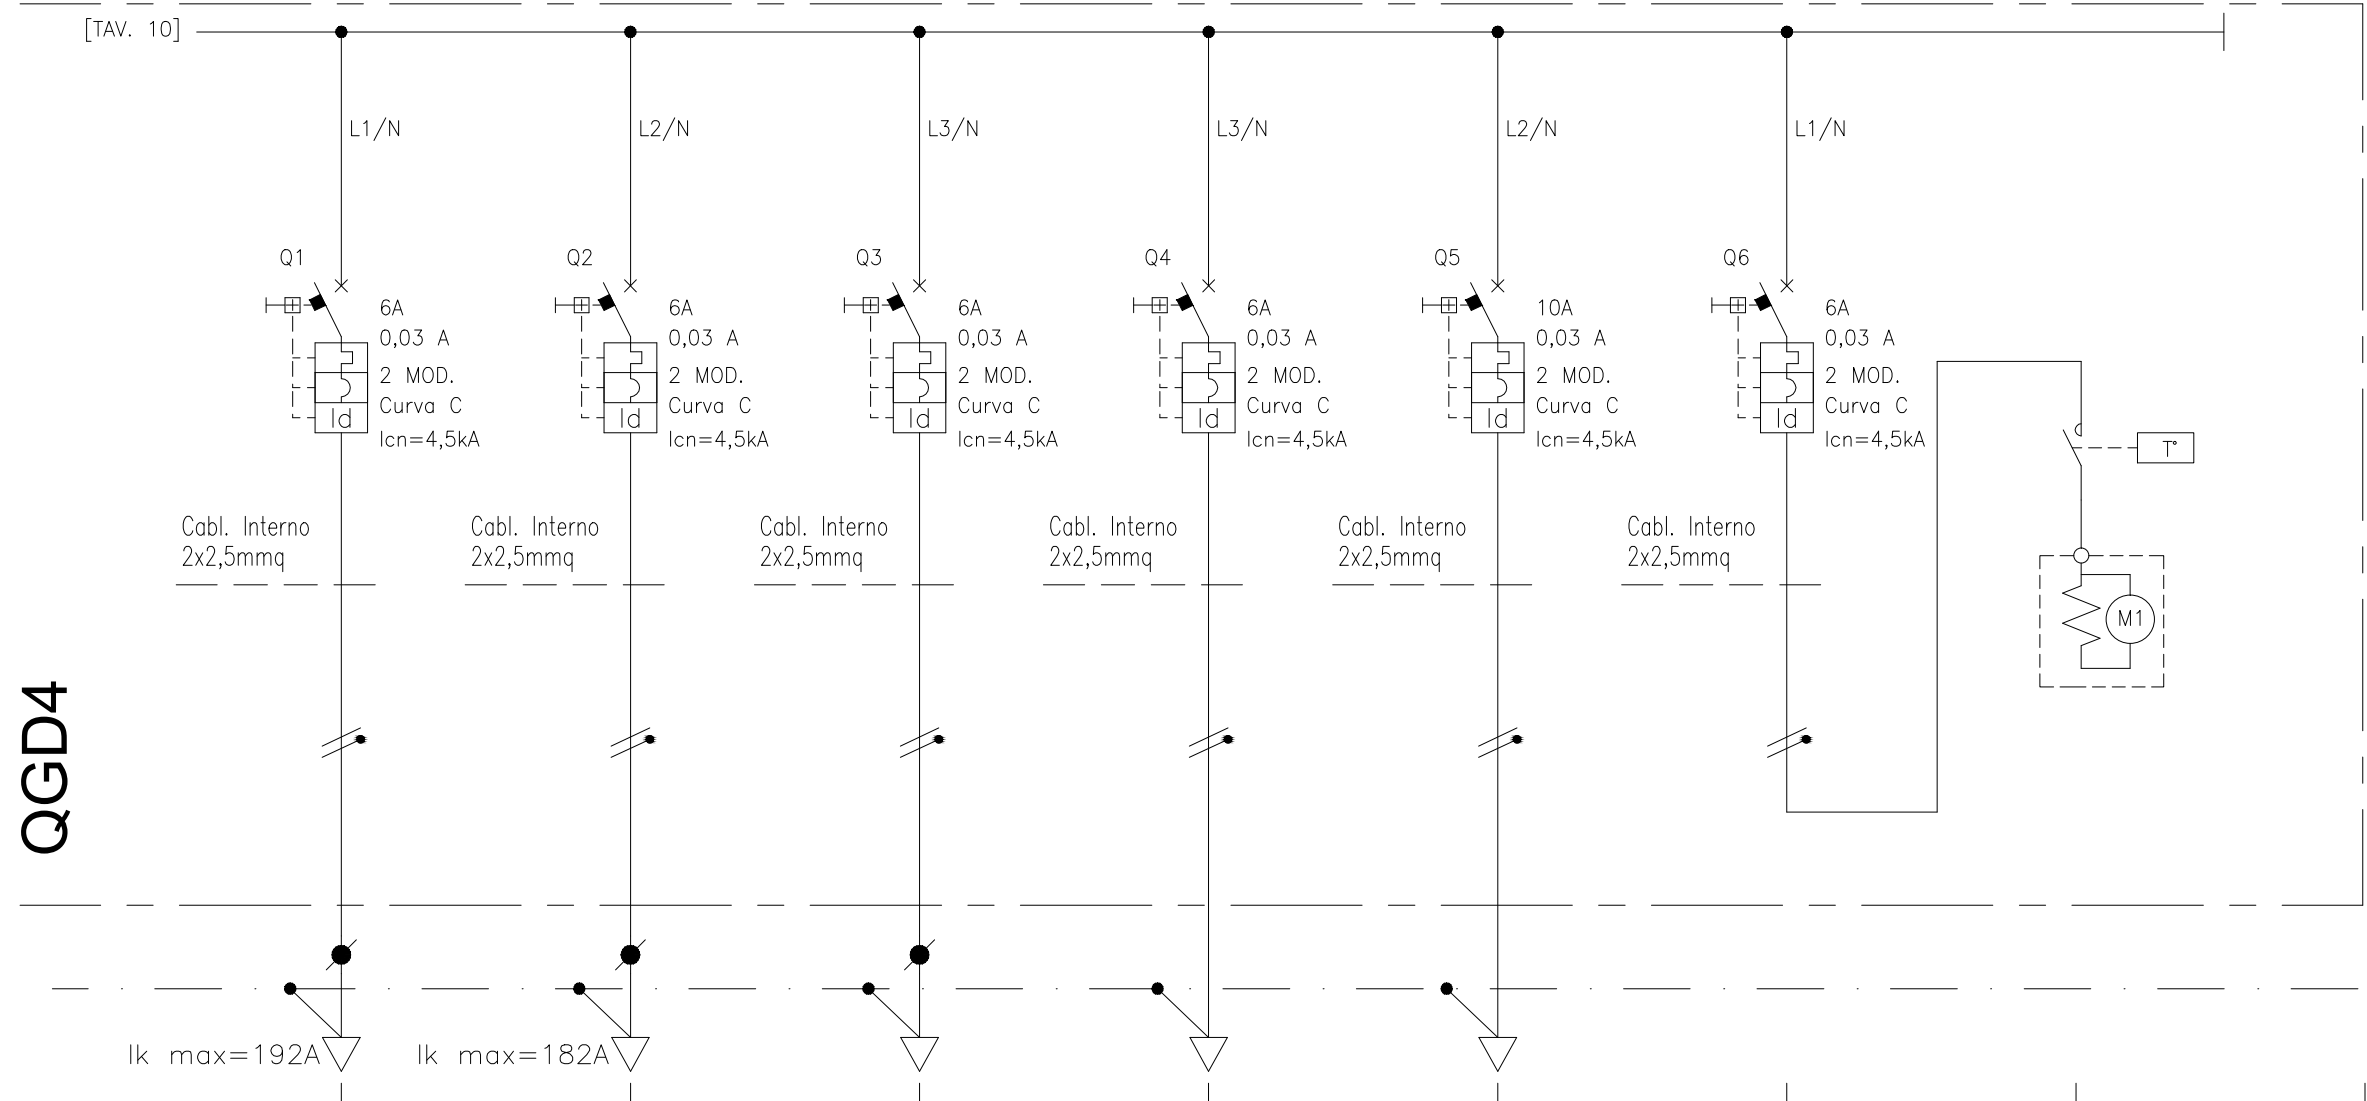 [TAV. 10]
L1/N
L2/N
L3/N
L3/N
L2/N
L1/N
Q1
6A
0,03 A
2 MOD.
Curva C
Icn=4,5kA
Id
Q2
6A
0,03 A
2 MOD.
Curva C
Icn=4,5kA
Id
Q3
6A
0,03 A
2 MOD.
Curva C
Icn=4,5kA
Id
Q4
6A
0,03 A
2 MOD.
Curva C
Icn=4,5kA
Id
Q5
10A
0,03 A
2 MOD.
Curva C
Icn=4,5kA
Id
Q6
6A
0,03 A
2 MOD.
Curva C
Icn=4,5kA
Id
T°
Cabl. Interno
2x2,5mmq
Cabl. Interno
2x2,5mmq
Cabl. Interno
2x2,5mmq
Cabl. Interno
2x2,5mmq
Cabl. Interno
2x2,5mmq
Cabl. Interno
2x2,5mmq
M1
QGD4
Ik max=192A
Ik max=182A